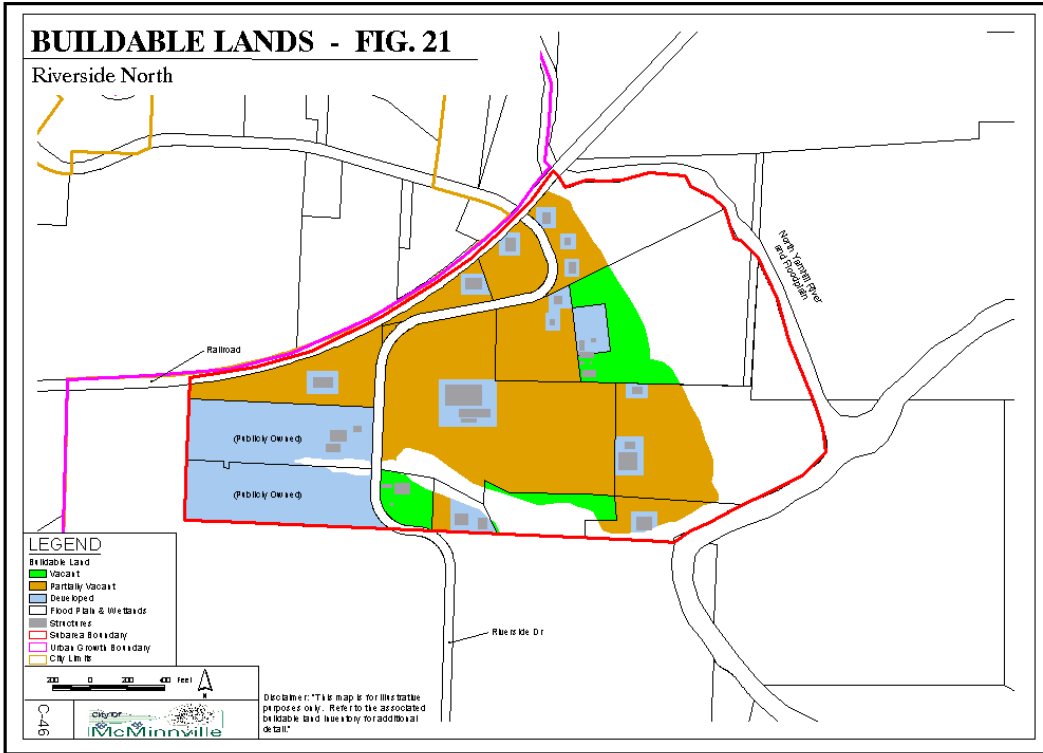 BUILDABLE LANDS - FIG. 21
Riverside North
North Yamhill River
and Floodplain
Railroad
(Publicly Owned)
(Publicly Owned)
Riverside Dr
LEGEND
Buildable Land
Vacant
Partially Vacant
Developed
Flood Plain & Wetlands
Structures
Subarea Boundary
Urban Growth Boundary
City Limits
200 0 200 400 Feet
N
C-46
City Of
McMinnville
Disclaimer: "This map is for illustrative
purposes only. Refer to the associated
buildable land inventory for additional
detail."